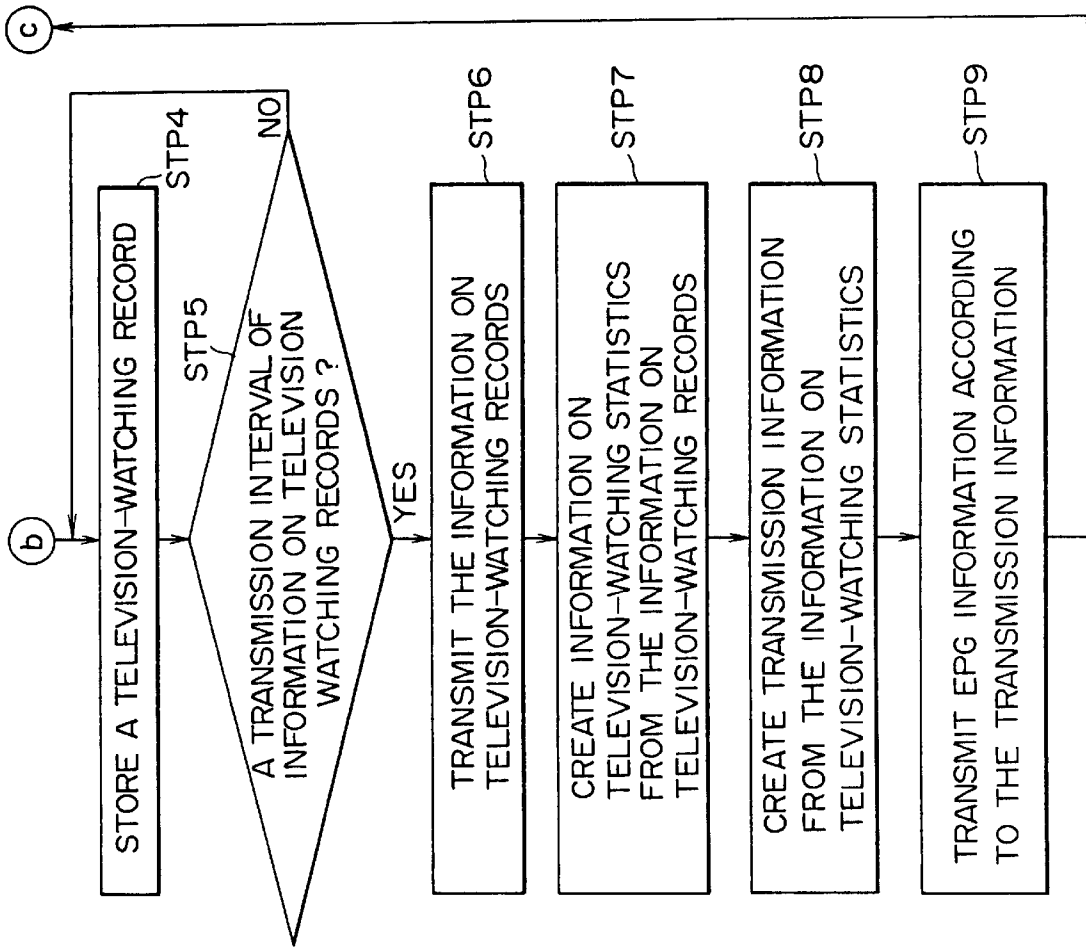 b
c
STORE A TELEVISION-WATCHING RECORD
STP4
STP5
A TRANSMISSION INTERVAL OF
INFORMATION ON TELEVISION
WATCHING RECORDS ?
NO
YES
TRANSMIT THE INFORMATION ON
TELEVISION-WATCHING RECORDS
STP6
CREATE INFORMATION ON
TELEVISION-WATCHING STATISTICS
FROM THE INFORMATION ON
TELEVISION-WATCHING RECORDS
STP7
CREATE TRANSMISSION INFORMATION
FROM THE INFORMATION ON
TELEVISION-WATCHING STATISTICS
STP8
TRANSMIT EPG INFORMATION ACCORDING
TO THE TRANSMISSION INFORMATION
STP9